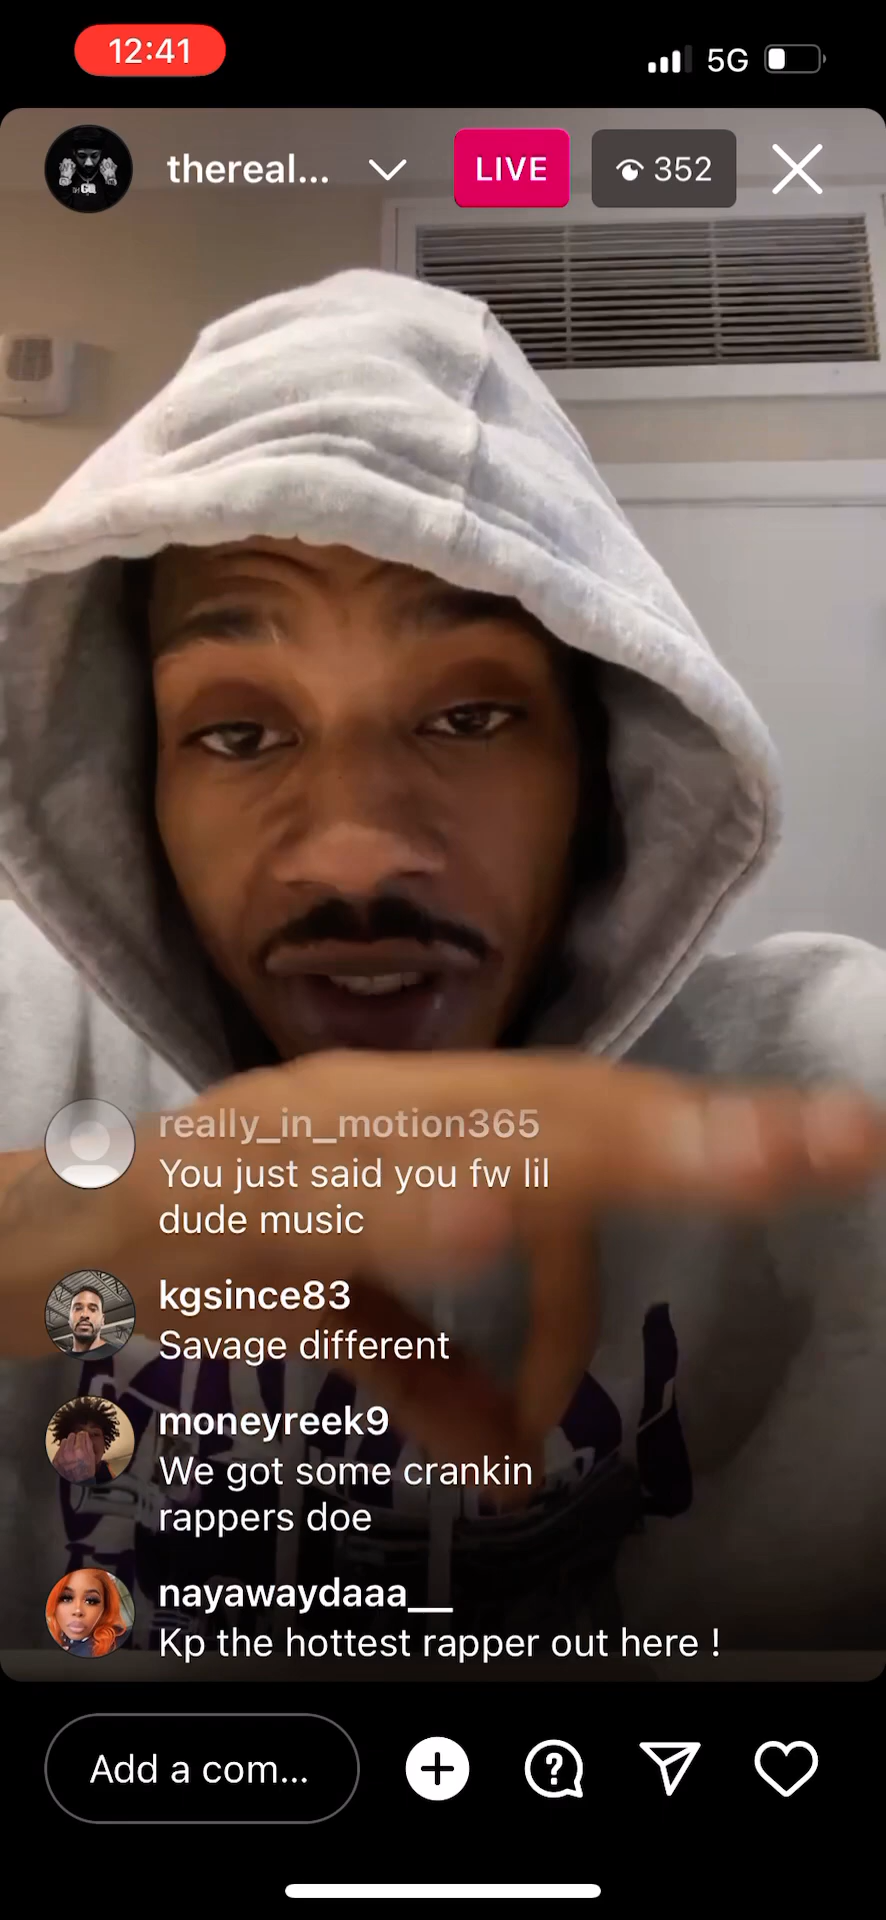 12:41
5G
thereal...
LIVE
352
really_in_motion365
You just said you fw lil
dude music
kgsince83
Savage different
moneyreek9
We got some crankin
rappers doe
nayawaydaaa__
Kp the hottest rapper out here !
Add a com...